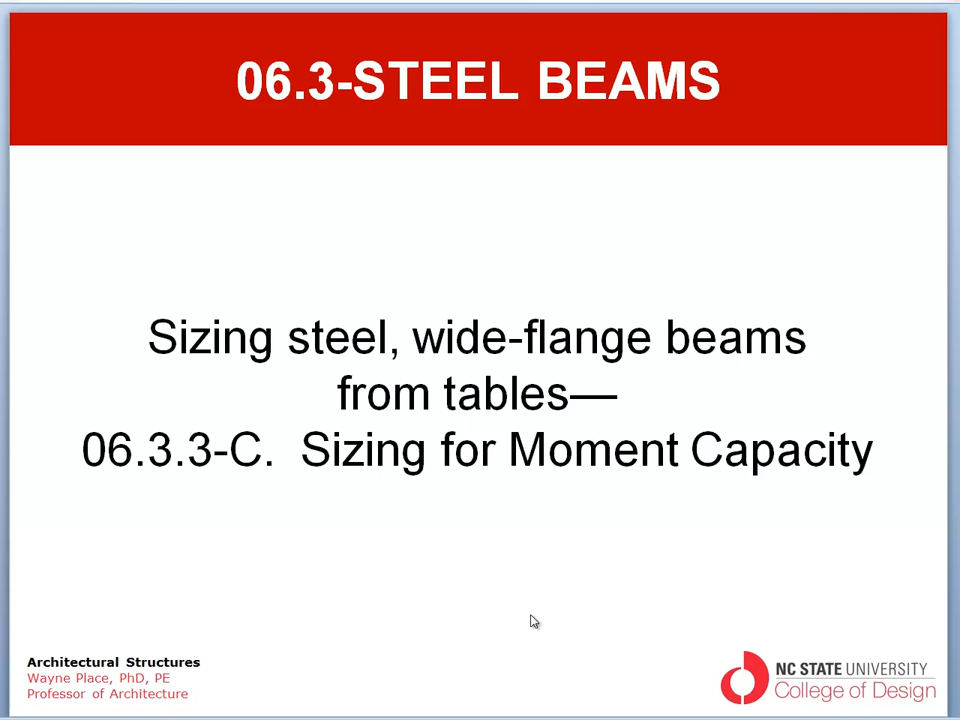 06.3-STEEL BEAMS
Sizing steel, wide-flange beams
from tables—
06.3.3-C.  Sizing for Moment Capacity
Architectural Structures
Wayne Place, PhD, PE
Professor of Architecture
NC STATE UNIVERSITY
College of Design